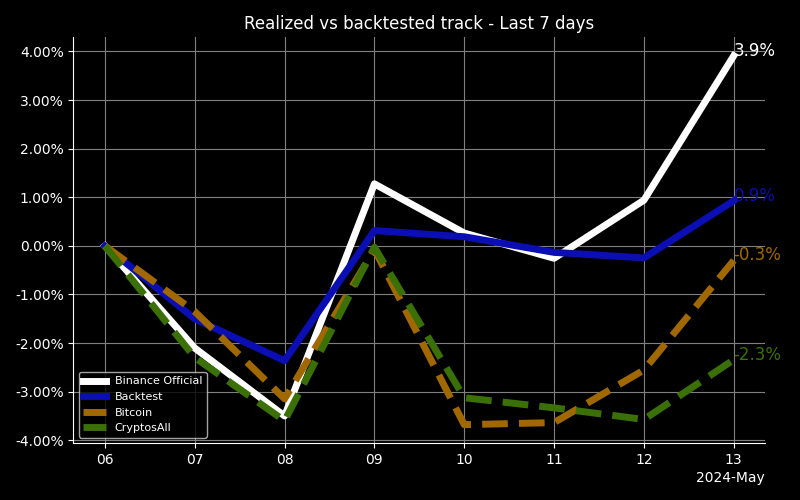 Realized vs backtested track - Last 7 days
4.00%
3.00%
2.00%
1.00%
0.00%
-1.00%
-2.00%
-3.00%
-4.00%
3.9%
0.9%
-0.3%
-2.3%
Binance Official
Backtest
Bitcoin
CryptosAll
06 07 08 09 10 11 12 13
2024-May